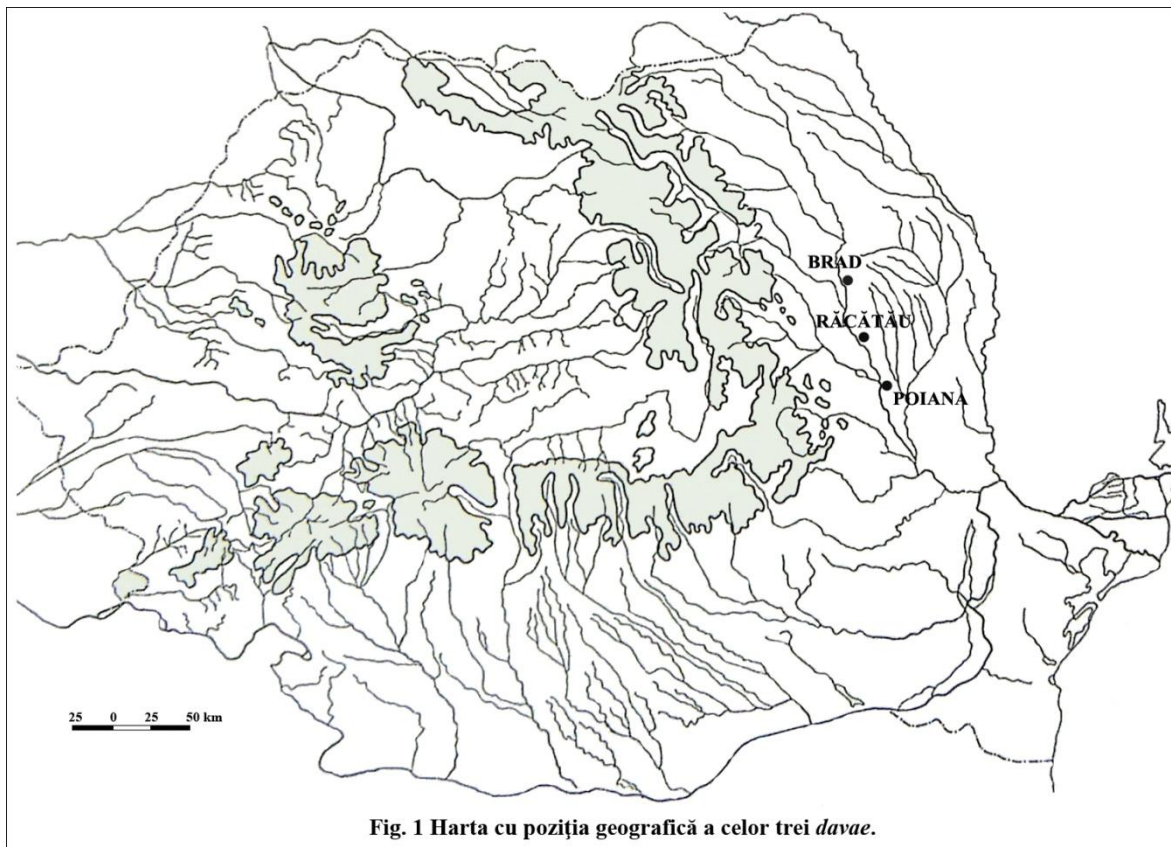 BRAD
RĂCĂTĂU
POIANA
25 0 25 50 km
Fig. 1 Harta cu poziţia geografică a celor trei davae.